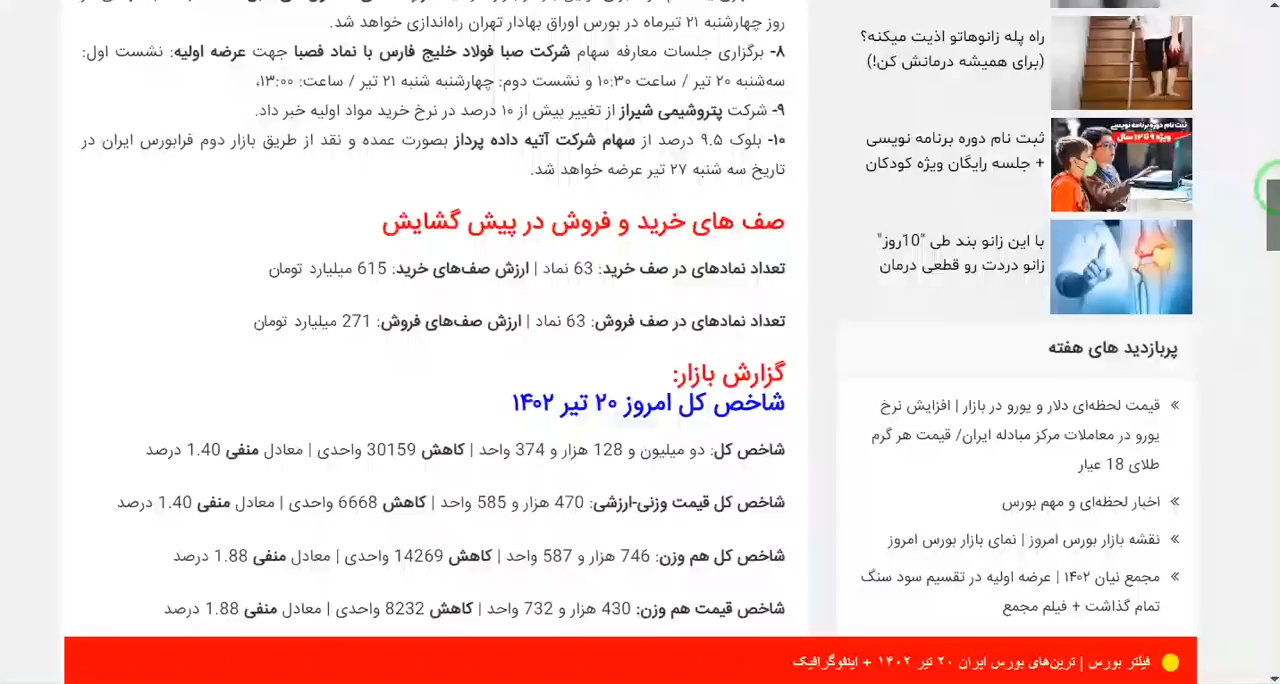 روز چهارشنبه ۲۱ تیرماه در بورس اوراق بهادار تهران راه‌اندازی خواهد شد.
۸- برگزاری جلسات معارفه سهام شرکت صبا فولاد خلیج فارس با نماد فصبا جهت عرضه اولیه: نشست اول:
سه‌شنبه ۲۰ تیر / ساعت ۱۰:۳۰ و نشست دوم: چهارشنبه شنبه ۲۱ تیر / ساعت: ۱۳:۰۰،
۹- شرکت پتروشیمی شیراز از تغییر بیش از ۱۰ درصد در نرخ خرید مواد اولیه خبر داد.
۱۰- بلوک ۹.۵ درصد از سهام شرکت آتیه داده پرداز بصورت عمده و نقد از طریق بازار دوم فرابورس ایران در
تاریخ سه شنبه ۲۷ تیر عرضه خواهد شد.
صف های خرید و فروش در پیش گشایش
تعداد نمادهای در صف خرید: 63 نماد | ارزش صف‌های خرید: 615 میلیارد تومان
تعداد نمادهای در صف فروش: 63 نماد | ارزش صف‌های فروش: 271 میلیارد تومان
گزارش بازار:
شاخص کل امروز ۲۰ تیر ۱۴۰۲
شاخص کل: دو میلیون و 128 هزار و 374 واحد | کاهش 30159 واحدی | معادل منفی 1.40 درصد
شاخص کل قیمت وزنی-ارزشی: 470 هزار و 585 واحد | کاهش 6668 واحدی | معادل منفی 1.40 درصد
شاخص کل هم وزن: 746 هزار و 587 واحد | کاهش 14269 واحدی | معادل منفی 1.88 درصد
شاخص قیمت هم وزن: 430 هزار و 732 واحد | کاهش 8232 واحدی | معادل منفی 1.88 درصد
راه پله زانوهاتو اذیت میکنه؟
(برای همیشه درمانش کن!)
ثبت نام دوره برنامه نویسی
ویژه ۹ تا ۱۲ سال
ثبت نام دوره برنامه نویسی
+ جلسه رایگان ویژه کودکان
با این زانو بند طی "10روز"
زانو دردت رو قطعی درمان
پربازدید های هفته
» قیمت لحظه‌ای دلار و یورو در بازار | افزایش نرخ
یورو در معاملات مرکز مبادله ایران/ قیمت هر گرم
طلای 18 عیار
» اخبار لحظه‌ای و مهم بورس
» نقشه بازار بورس امروز | نمای بازار بورس امروز
» مجمع نیان ۱۴۰۲ | عرضه اولیه در تقسیم سود سنگ
تمام گذاشت + فیلم مجمع
فیلتر بورس | ترین‌های بورس ایران ۲۰ تیر ۱۴۰۲ + اینفوگرافیک